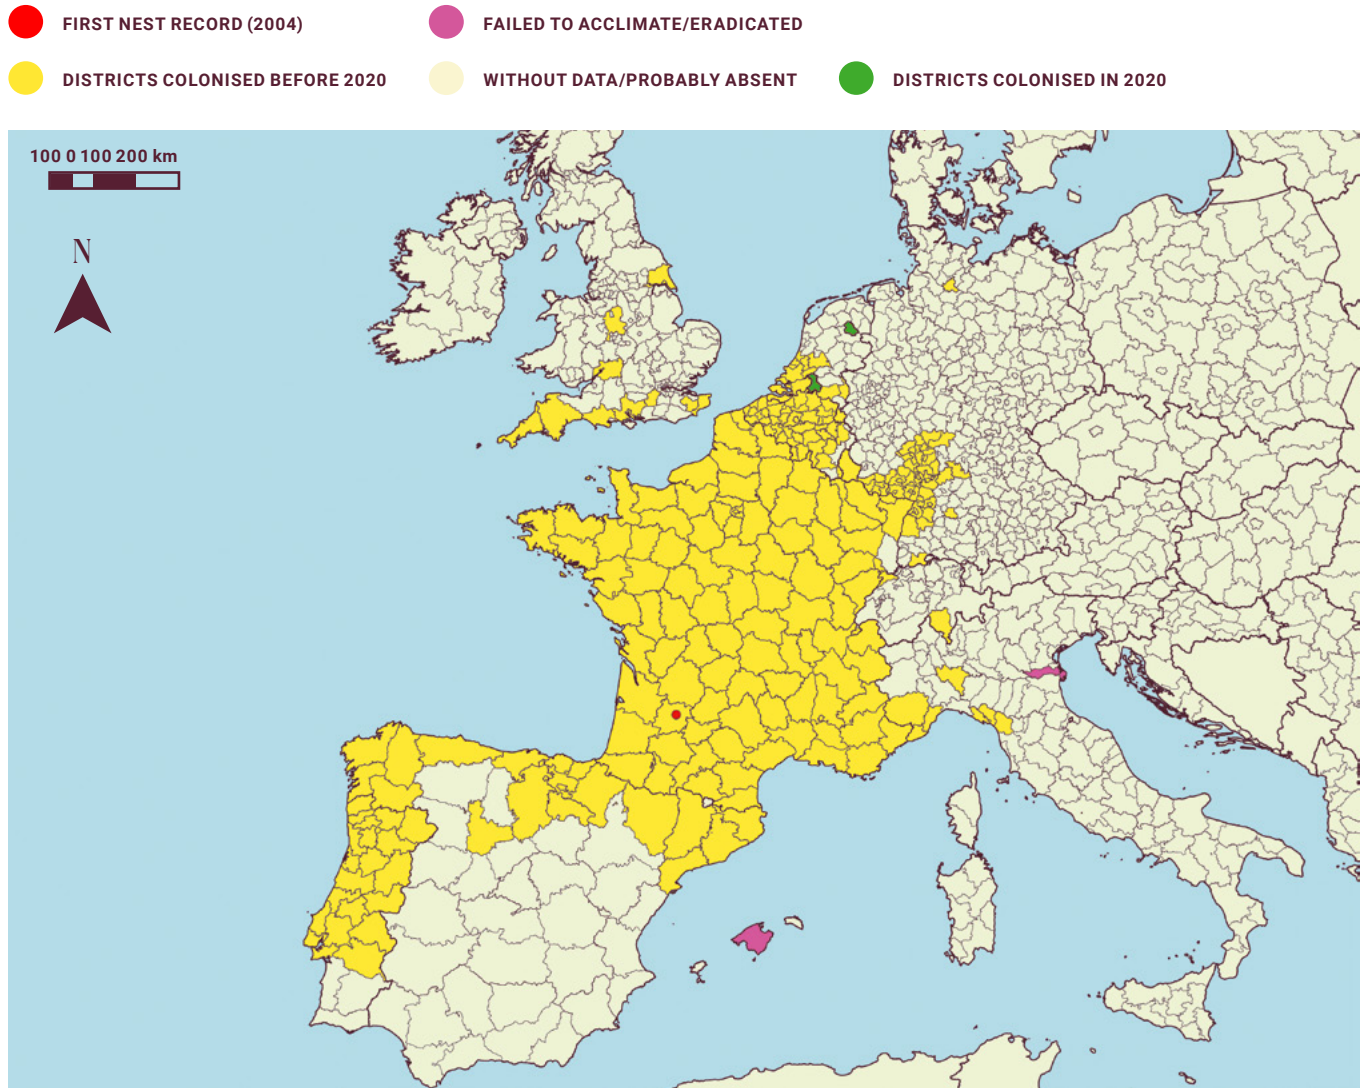 FIRST NEST RECORD (2004)
FAILED TO ACCLIMATE/ERADICATED
DISTRICTS COLONISED BEFORE 2020
WITHOUT DATA/PROBABLY ABSENT
DISTRICTS COLONISED IN 2020
100 0 100 200 km
N